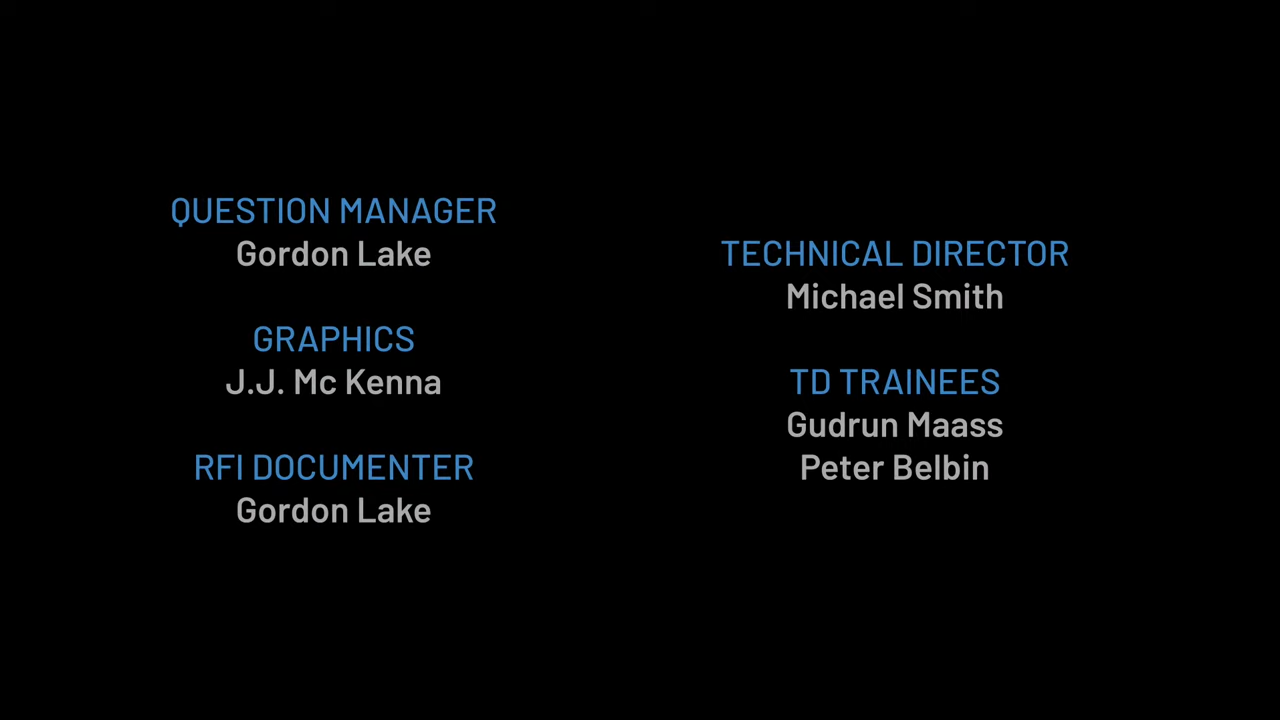 QUESTION MANAGER
Gordon Lake
GRAPHICS
J.J. Mc Kenna
RFI DOCUMENTER
Gordon Lake
TECHNICAL DIRECTOR
Michael Smith
TD TRAINEES
Gudrun Maass
Peter Belbin